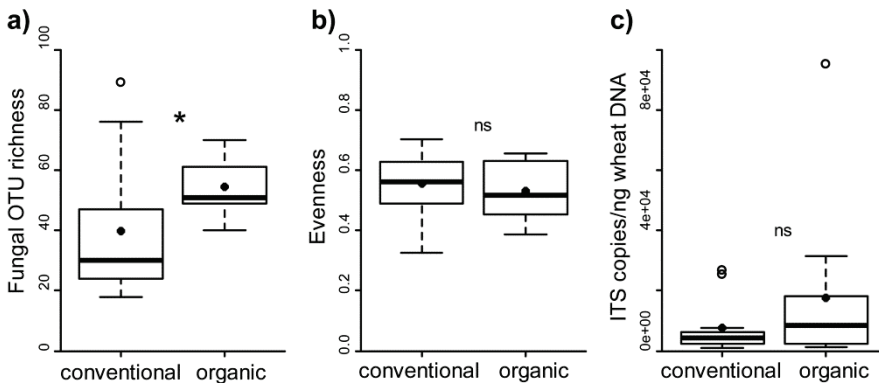 a)
Fungal OTU richness
0
20
40
60
80
100
*
conventional organic
b)
Evenness
0.0
0.2
0.4
0.6
0.8
1.0
ns
conventional organic
c)
ITS copies/ng wheat DNA
0e+00
4e+04
8e+04
ns
conventional organic